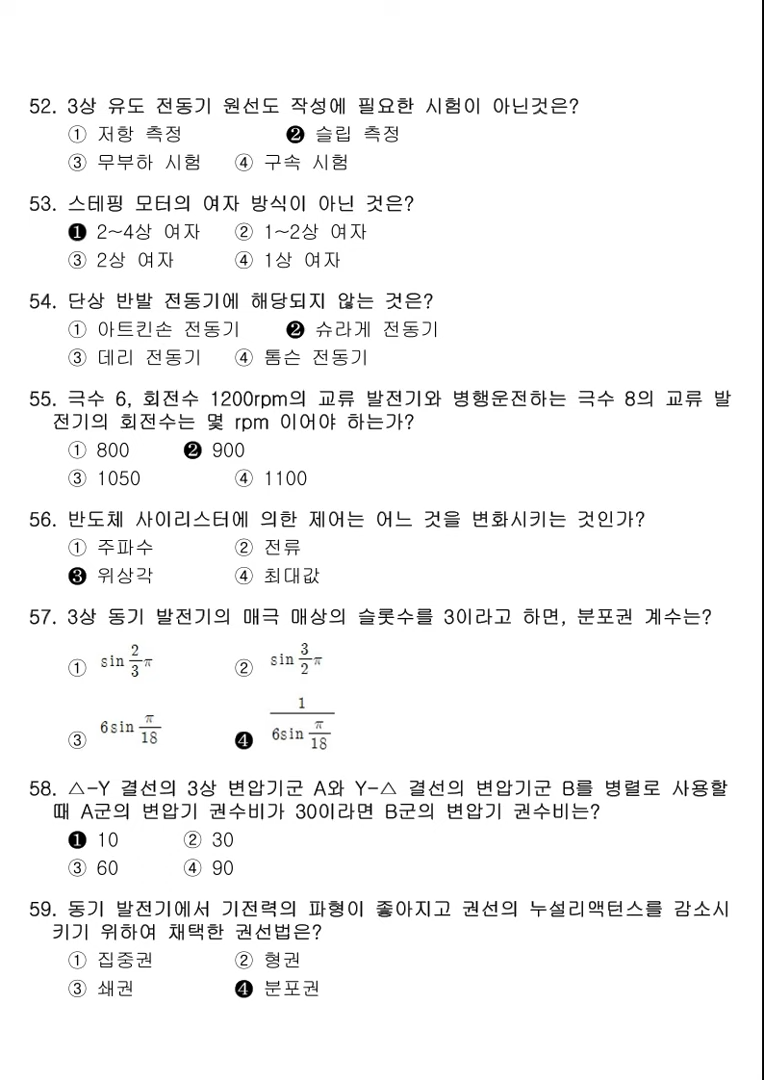 52. 3상 유도 전동기 원선도 작성에 필요한 시험이 아닌것은?
① 저항 측정 ❷ 슬립 측정
③ 무부하 시험 ④ 구속 시험
53. 스테핑 모터의 여자 방식이 아닌 것은?
❶ 2~4상 여자 ② 1~2상 여자
③ 2상 여자 ④ 1상 여자
54. 단상 반발 전동기에 해당되지 않는 것은?
① 아트킨손 전동기 ❷ 슈라게 전동기
③ 데리 전동기 ④ 톰슨 전동기
55. 극수 6, 회전수 1200rpm의 교류 발전기와 병행운전하는 극수 8의 교류 발
전기의 회전수는 몇 rpm 이어야 하는가?
① 800 ❷ 900
③ 1050 ④ 1100
56. 반도체 사이리스터에 의한 제어는 어느 것을 변화시키는 것인가?
① 주파수 ② 전류
❸ 위상각 ④ 최대값
57. 3상 동기 발전기의 매극 매상의 슬롯수를 3이라고 하면, 분포권 계수는?
① sin 2/3 π ② sin 3/2 π
③ 6sin π/18 ❹ 1/(6sin π/18)
58. △-Y 결선의 3상 변압기군 A와 Y-△ 결선의 변압기군 B를 병렬로 사용할
때 A군의 변압기 권수비가 30이라면 B군의 변압기 권수비는?
❶ 10 ② 30
③ 60 ④ 90
59. 동기 발전기에서 기전력의 파형이 좋아지고 권선의 누설리액턴스를 감소시
키기 위하여 채택한 권선법은?
① 집중권 ② 형권
③ 쇄권 ❹ 분포권